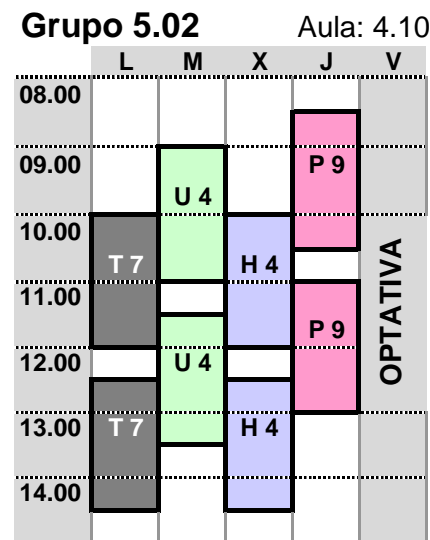 Grupo 5.02 Aula: 4.10
L M X J V
08.00
09.00 P 9
U 4
10.00
T 7 H 4
11.00
P 9
12.00 U 4
13.00 T 7 H 4
14.00
OPTATIVA